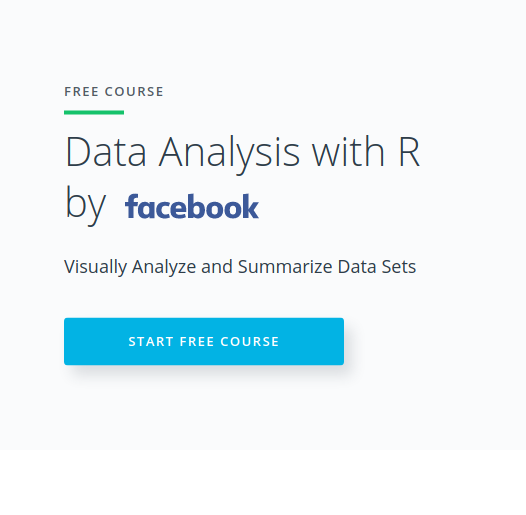 FREE COURSE
Data Analysis with R
by facebook
Visually Analyze and Summarize Data Sets
START FREE COURSE